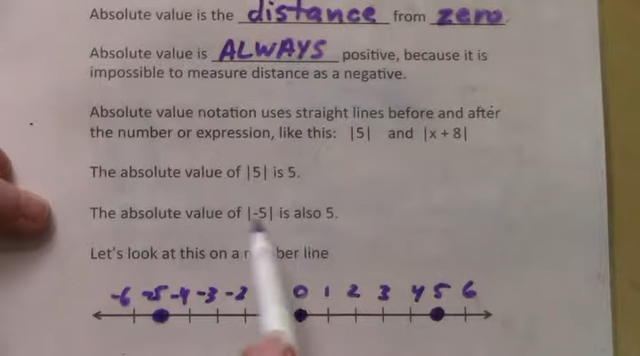 Absolute value is the distance from zero.
Absolute value is ALWAYS positive, because it is
impossible to measure distance as a negative.
Absolute value notation uses straight lines before and after
the number or expression, like this: |5| and |x + 8|
The absolute value of |5| is 5.
The absolute value of |-5| is also 5.
Let's look at this on a number line
-6 -5 -4 -3 -2 0 1 2 3 4 5 6